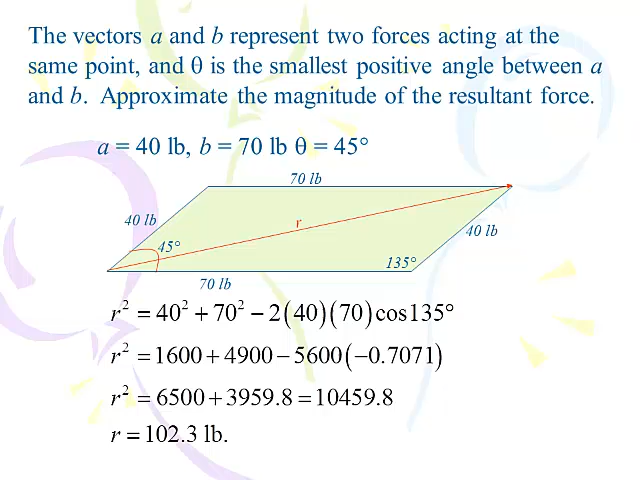 The vectors a and b represent two forces acting at the
same point, and θ is the smallest positive angle between a
and b. Approximate the magnitude of the resultant force.
a = 40 lb, b = 70 lb θ = 45°
70 lb
40 lb
r
40 lb
45°
135°
70 lb
r² = 40² + 70² − 2(40)(70)cos135°
r² = 1600 + 4900 − 5600(−0.7071)
r² = 6500 + 3959.8 = 10459.8
r = 102.3 lb.